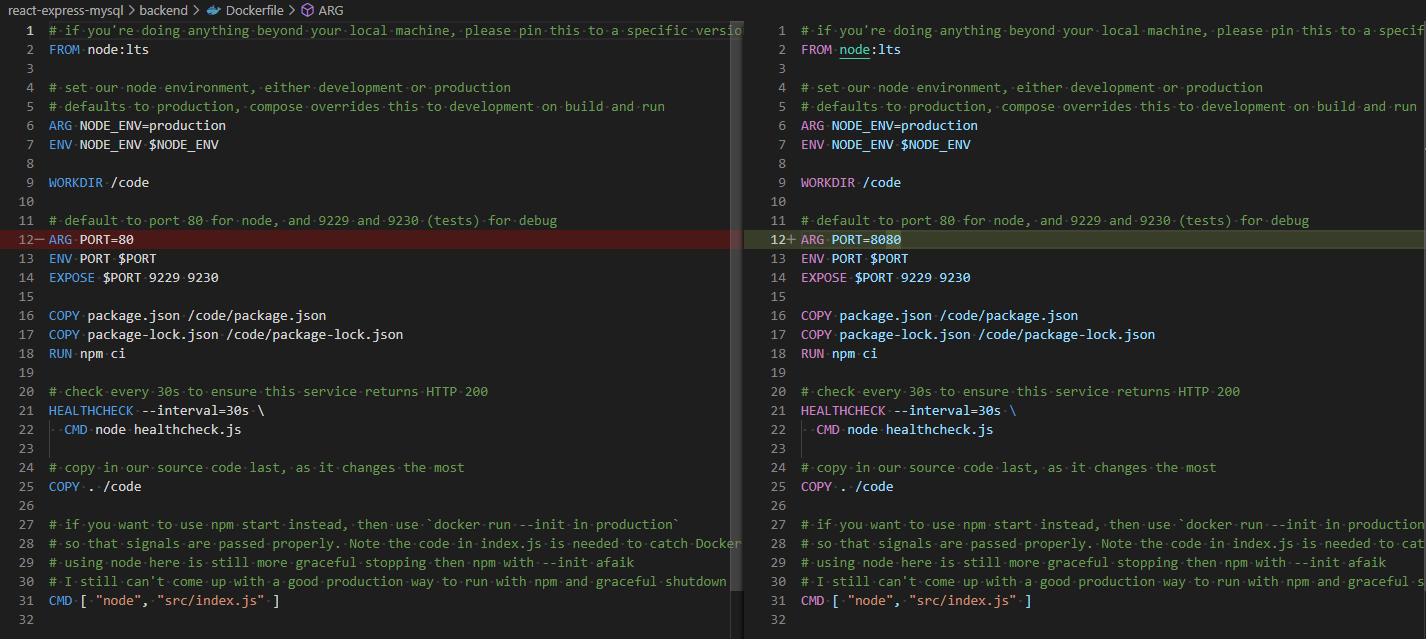 react-express-mysql > backend > Dockerfile > ARG
1 # if you're doing anything beyond your local machine, please pin this to a specific versio
2 FROM node:lts
3
4 # set our node environment, either development or production
5 # defaults to production, compose overrides this to development on build and run
6 ARG NODE_ENV=production
7 ENV NODE_ENV $NODE_ENV
8
9 WORKDIR /code
10
11 # default to port 80 for node, and 9229 and 9230 (tests) for debug
12— ARG PORT=80
13 ENV PORT $PORT
14 EXPOSE $PORT 9229 9230
15
16 COPY package.json /code/package.json
17 COPY package-lock.json /code/package-lock.json
18 RUN npm ci
19
20 # check every 30s to ensure this service returns HTTP 200
21 HEALTHCHECK --interval=30s \
22   CMD node healthcheck.js
23
24 # copy in our source code last, as it changes the most
25 COPY . /code
26
27 # if you want to use npm start instead, then use `docker run --init in production`
28 # so that signals are passed properly. Note the code in index.js is needed to catch Docker
29 # using node here is still more graceful stopping then npm with --init afaik
30 # I still can't come up with a good production way to run with npm and graceful shutdown
31 CMD [ "node", "src/index.js" ]
32
1 # if you're doing anything beyond your local machine, please pin this to a specif
2 FROM node:lts
3
4 # set our node environment, either development or production
5 # defaults to production, compose overrides this to development on build and run
6 ARG NODE_ENV=production
7 ENV NODE_ENV $NODE_ENV
8
9 WORKDIR /code
10
11 # default to port 80 for node, and 9229 and 9230 (tests) for debug
12+ ARG PORT=8080
13 ENV PORT $PORT
14 EXPOSE $PORT 9229 9230
15
16 COPY package.json /code/package.json
17 COPY package-lock.json /code/package-lock.json
18 RUN npm ci
19
20 # check every 30s to ensure this service returns HTTP 200
21 HEALTHCHECK --interval=30s \
22   CMD node healthcheck.js
23
24 # copy in our source code last, as it changes the most
25 COPY . /code
26
27 # if you want to use npm start instead, then use `docker run --init in production
28 # so that signals are passed properly. Note the code in index.js is needed to cat
29 # using node here is still more graceful stopping then npm with --init afaik
30 # I still can't come up with a good production way to run with npm and graceful s
31 CMD [ "node", "src/index.js" ]
32